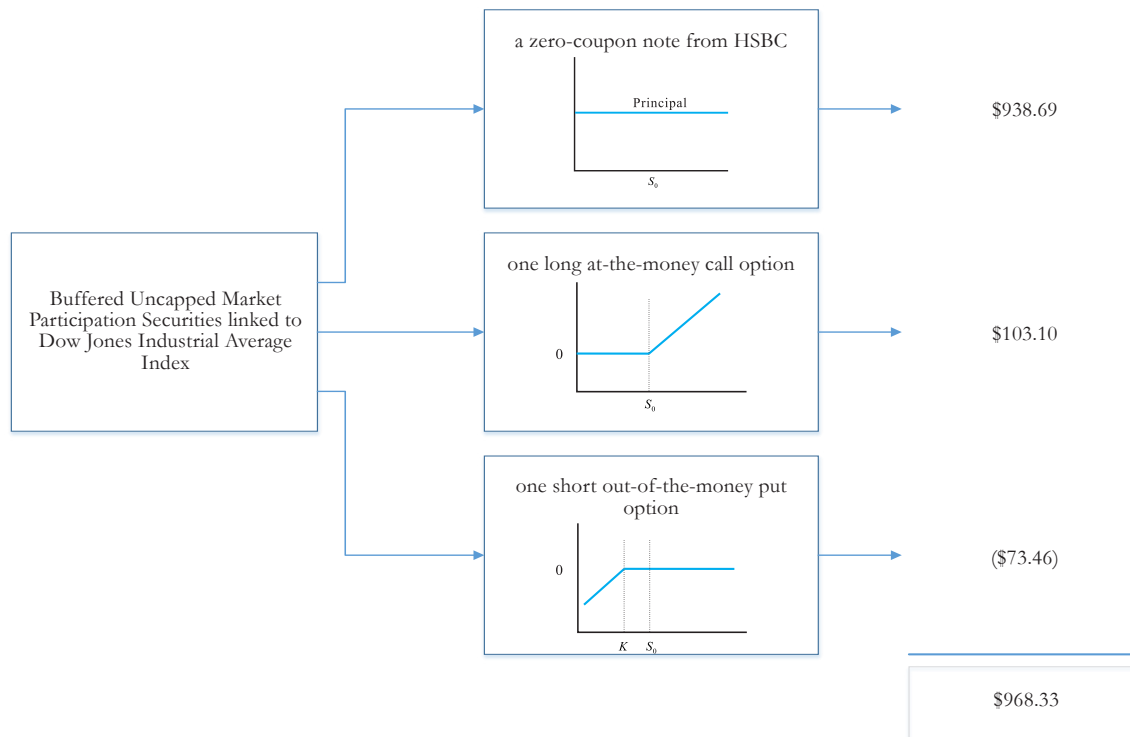 a zero-coupon note from HSBC
Principal
S₀
$938.69
Buffered Uncapped Market
Participation Securities linked to
Dow Jones Industrial Average
Index
one long at-the-money call option
0
S₀
$103.10
one short out-of-the-money put
option
0
K S₀
($73.46)
$968.33